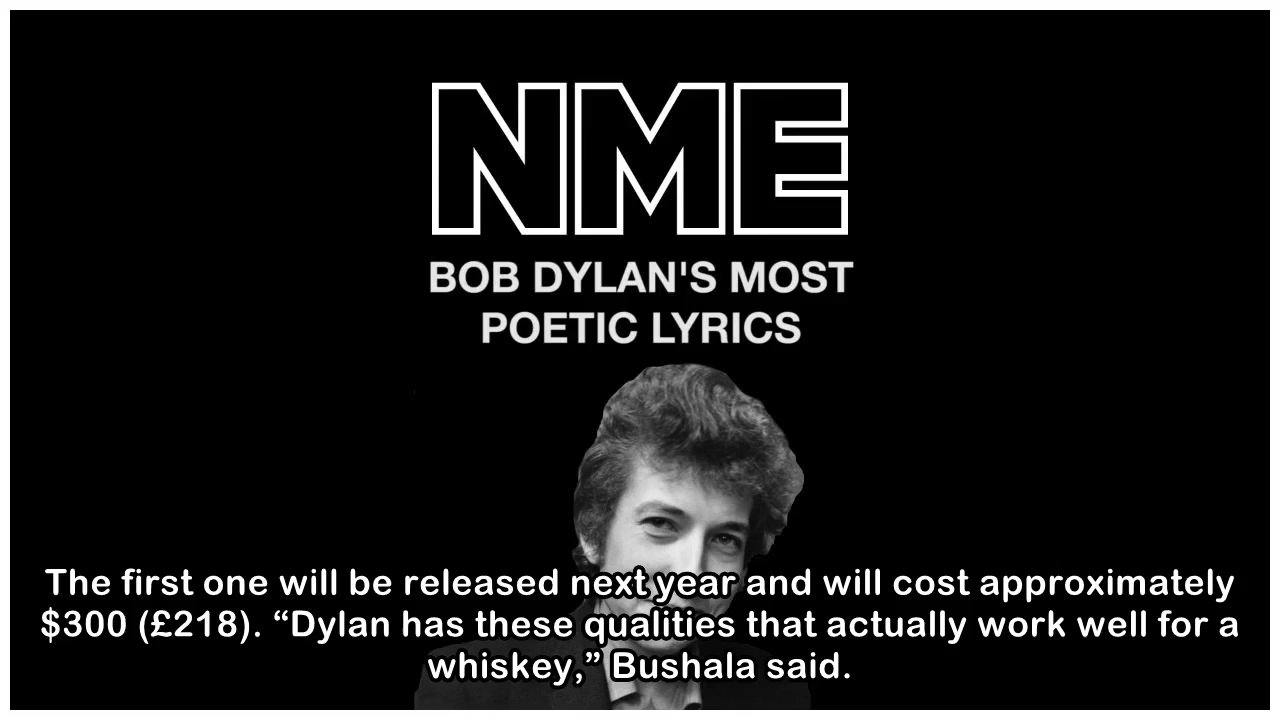 NME
BOB DYLAN'S MOST
POETIC LYRICS
The first one will be released next year and will cost approximately
$300 (£218). “Dylan has these qualities that actually work well for a
whiskey,” Bushala said.